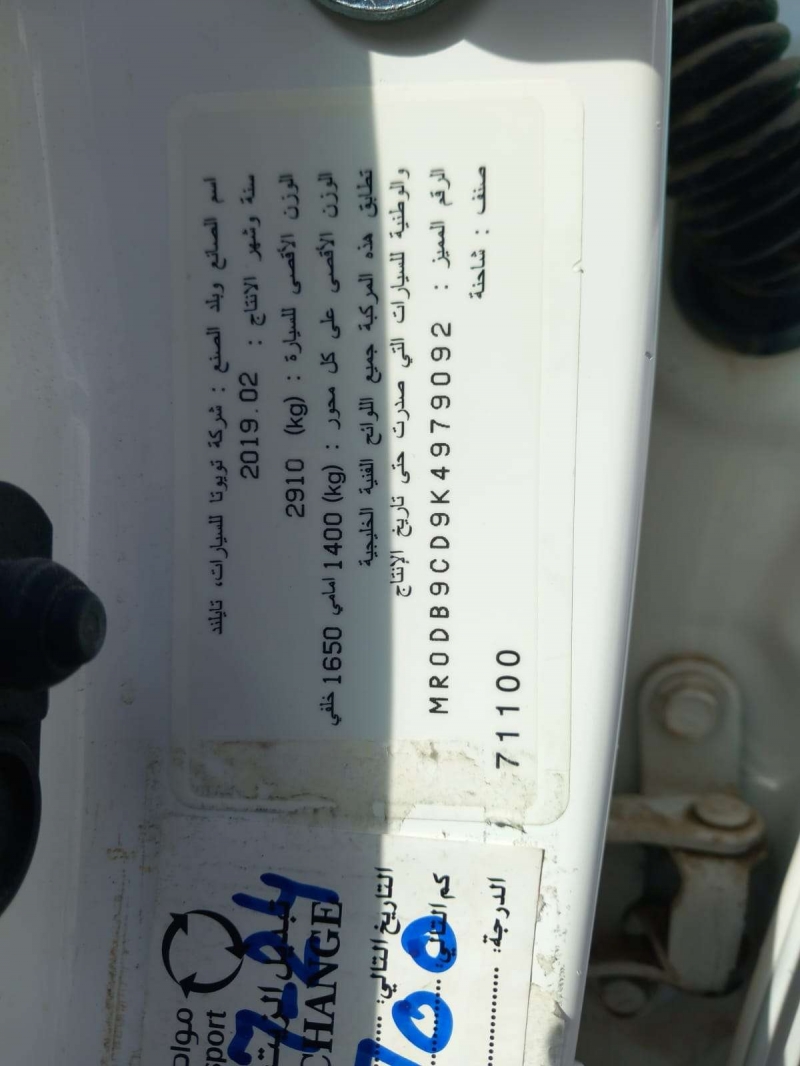 اسم الصانع وبلد الصنع : شركة تويوتا للسيارات، تايلند
سنة وشهر الانتاج : 2019.02
الوزن الأقصى للسيارة : (kg) 2910
الوزن الأقصى على كل محور : (kg) 1400 امامي 1650 خلفي
تطابق هذه المركبة جميع اللوائح الفنية الخليجية
والوطنية للسيارات التي صدرت حتى تاريخ الإنتاج
الرقم المميز : MR0DB9CD9K4979092
صنف : شاحنة
71100
sport
724
CHANGE
التاريخ التالي:
كم التالي:
الدرجة: